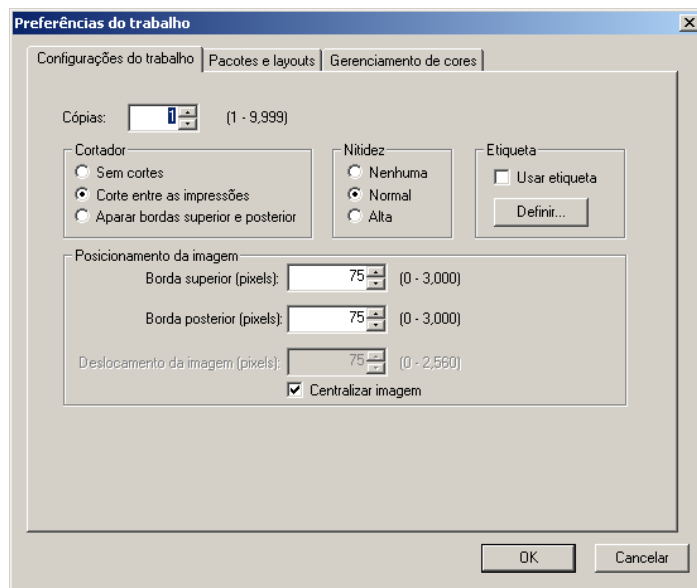 Preferências do trabalho
Configurações do trabalho Pacotes e layouts Gerenciamento de cores
Cópias: 1 (1 - 9,999)
Cortador
Sem cortes
Corte entre as impressões
Aparar bordas superior e posterior
Nitidez
Nenhuma
Normal
Alta
Etiqueta
Usar etiqueta
Definir...
Posicionamento da imagem
Borda superior (pixels): 75 (0 - 3,000)
Borda posterior (pixels): 75 (0 - 3,000)
Deslocamento da imagem (pixels): 75 (0 - 2,560)
Centralizar imagem
OK Cancelar